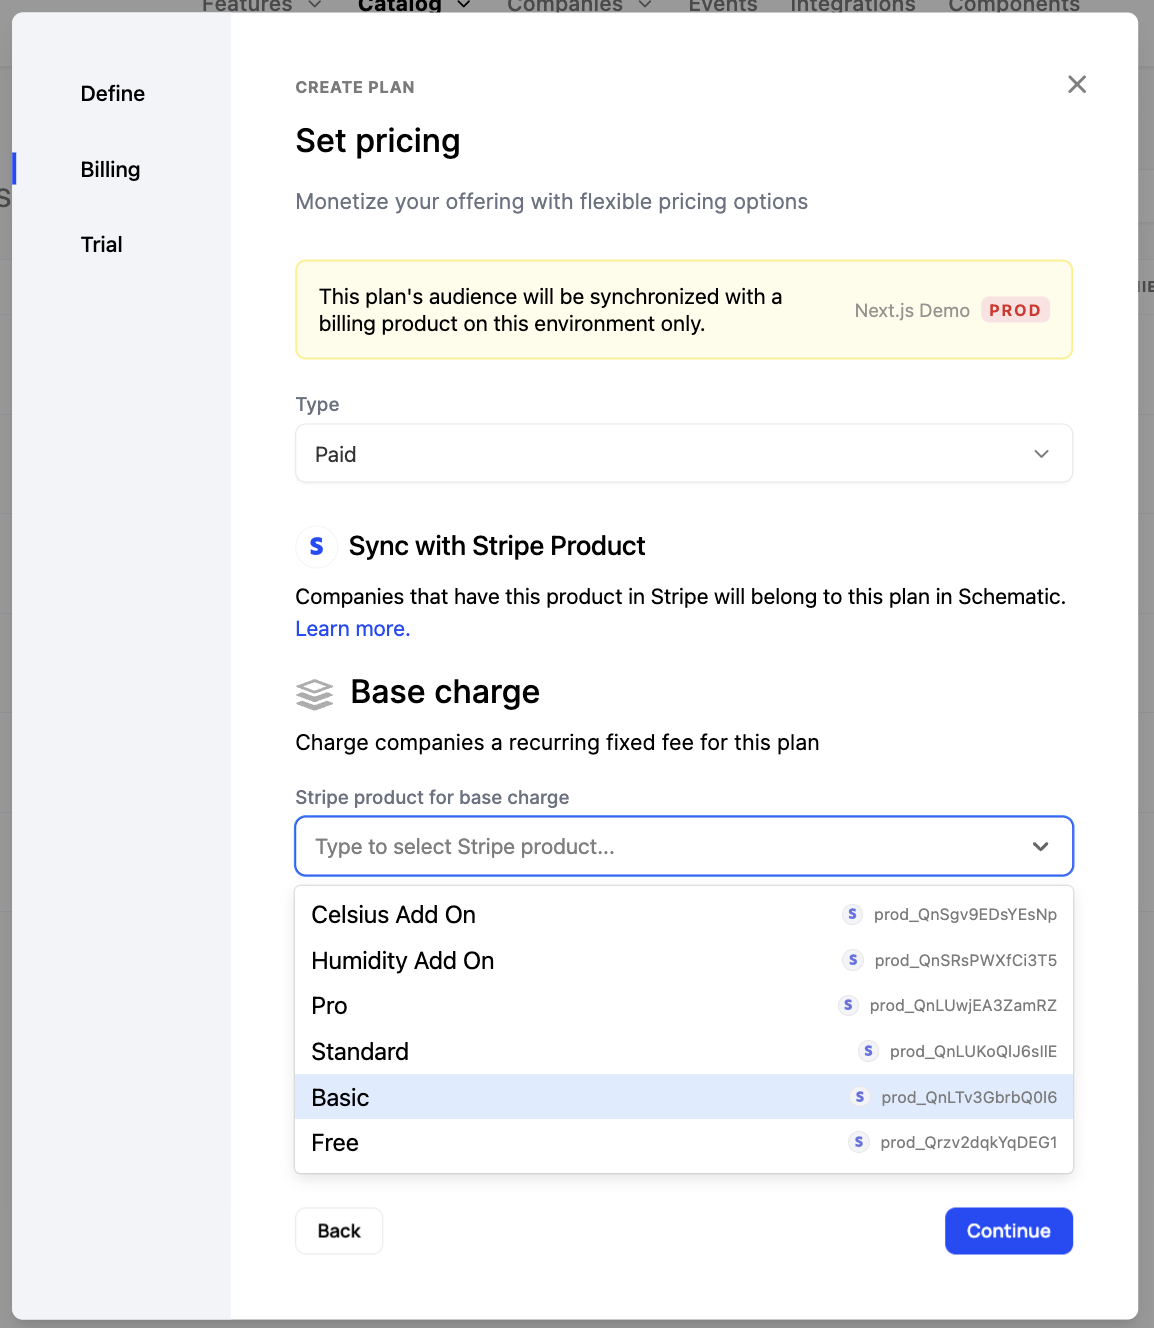 Features
Catalog
Companies
Events
Integrations
Components
Define
Billing
Trial
CREATE PLAN
Set pricing
Monetize your offering with flexible pricing options
This plan's audience will be synchronized with a
billing product on this environment only.
Next.js Demo PROD
Type
Paid
S Sync with Stripe Product
Companies that have this product in Stripe will belong to this plan in Schematic.
Learn more.
Base charge
Charge companies a recurring fixed fee for this plan
Stripe product for base charge
Type to select Stripe product...
Celsius Add On S prod_QnSgv9EDsYEsNp
Humidity Add On S prod_QnSRsPWXfCi3T5
Pro S prod_QnLUwjEA3ZamRZ
Standard S prod_QnLUKoQlJ6sIlE
Basic S prod_QnLTv3GbrbQ0l6
Free S prod_Qrzv2dqkYqDEG1
Back
Continue